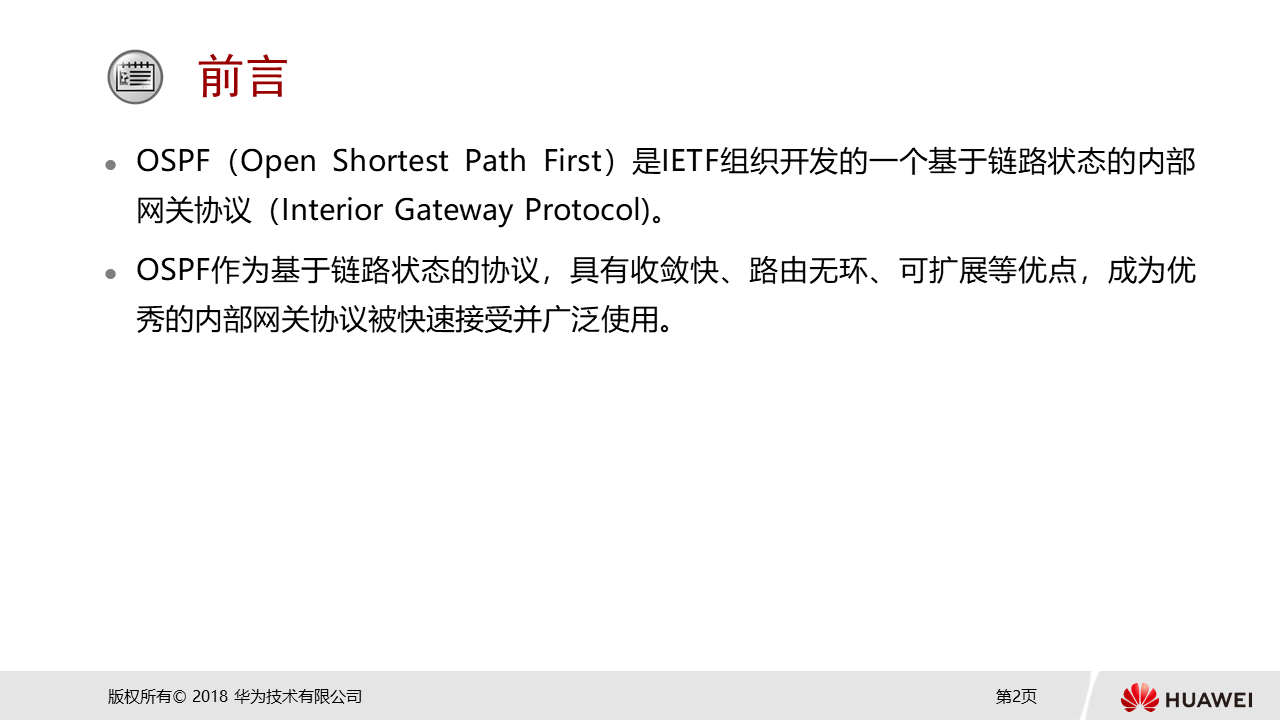 前言
OSPF（Open Shortest Path First）是IETF组织开发的一个基于链路状态的内部
网关协议（Interior Gateway Protocol)。
OSPF作为基于链路状态的协议，具有收敛快、路由无环、可扩展等优点，成为优
秀的内部网关协议被快速接受并广泛使用。
版权所有© 2018 华为技术有限公司
第2页
HUAWEI